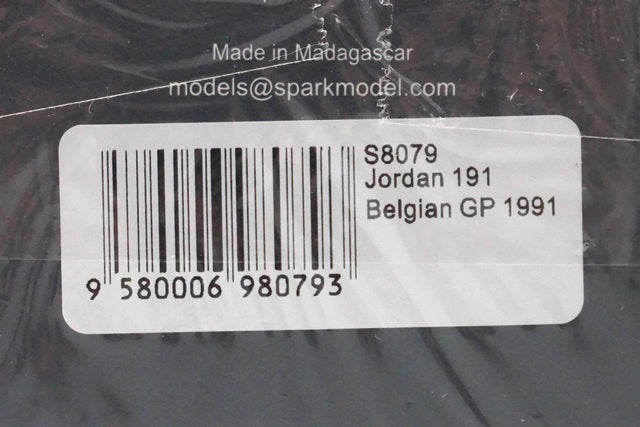 Made in Madagascar
models@sparkmodel.com
S8079
Jordan 191
Belgian GP 1991
9 580006 980793